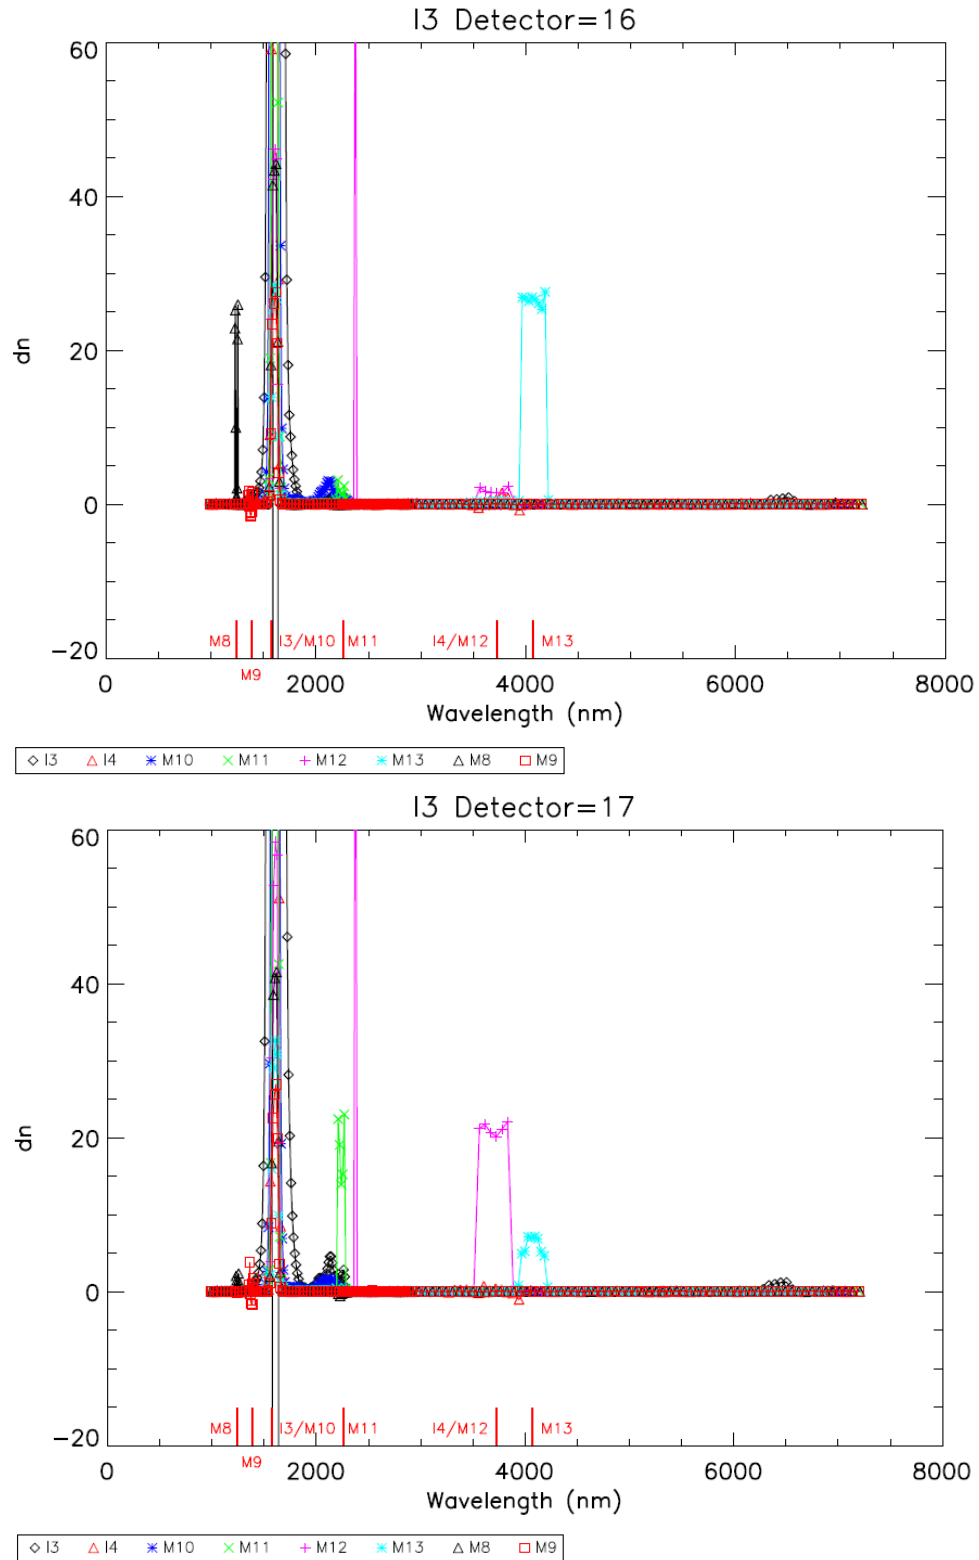 I3 Detector=16
60
40
20
0
−20
dn
M8
M9
I3/M10
M11
I4/M12
M13
0 2000 4000 6000 8000
Wavelength (nm)
I3 I4 M10 M11 M12 M13 M8 M9
I3 Detector=17
60
40
20
0
−20
dn
M8
M9
I3/M10
M11
I4/M12
M13
0 2000 4000 6000 8000
Wavelength (nm)
I3 I4 M10 M11 M12 M13 M8 M9